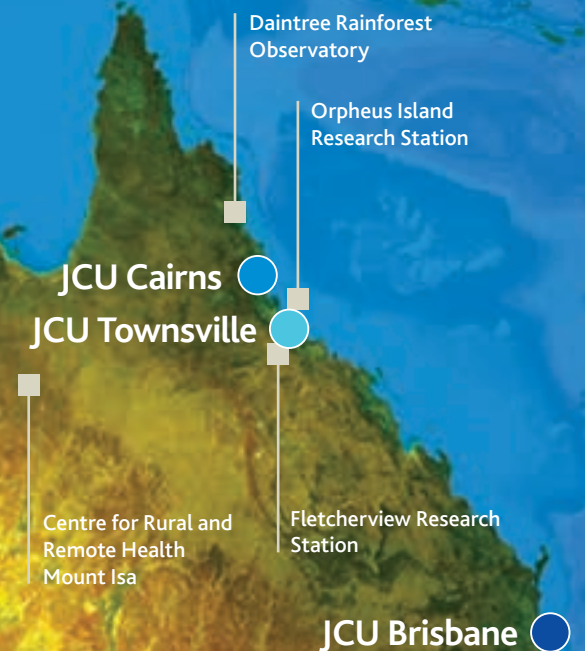 Daintree Rainforest
Observatory
Orpheus Island
Research Station
JCU Cairns
JCU Townsville
Centre for Rural and
Remote Health
Mount Isa
Fletcherview Research
Station
JCU Brisbane